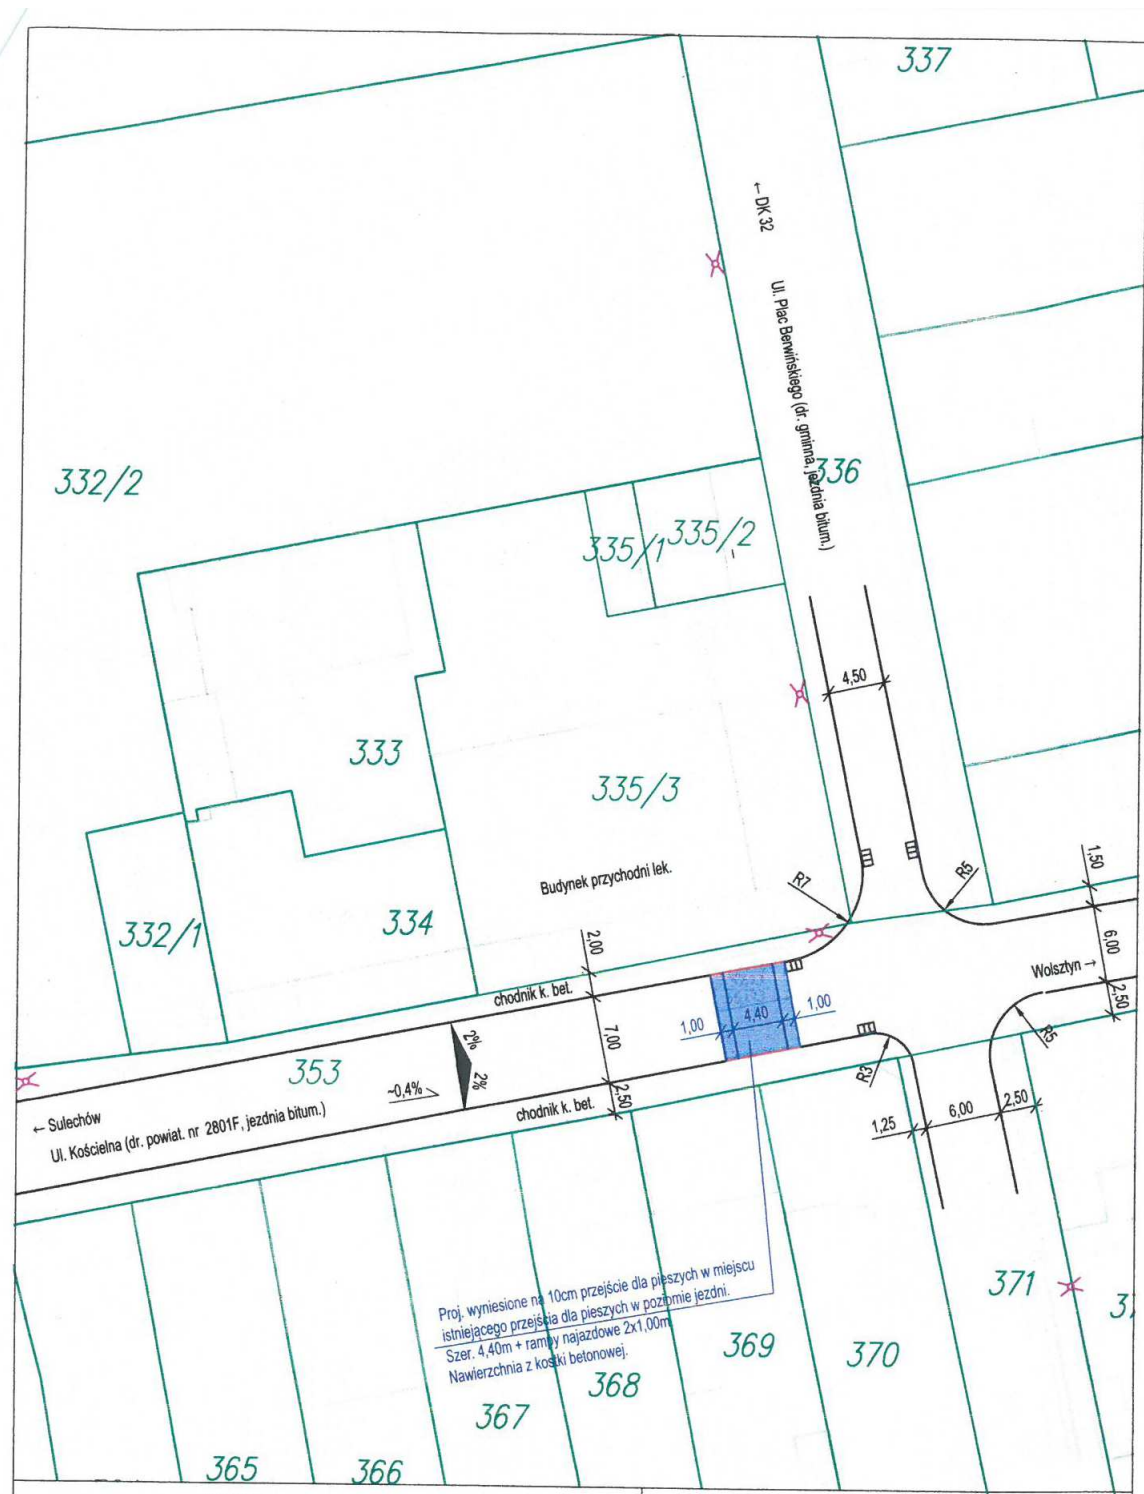 337
← DK 32
Ul. Plac Berwińskiego (dr. gminna, jezdnia bitum.)
336
332/2
335/1
335/2
4,50
333
335/3
Budynek przychodni lek.
R7
R5
1,50
332/1
334
2,00
chodnik k. bet.
6,00
Wolsztyn →
2,50
1,00
4,40
1,00
7,00
2%
2%
353
~0,4%
← Sulechów
Ul. Kościelna (dr. powiat. nr 2801F, jezdnia bitum.)
chodnik k. bet.
2,50
R3
R5
1,25
6,00
2,50
Proj. wyniesione na 10cm przejście dla pieszych w miejscu
istniejącego przejścia dla pieszych w poziomie jezdni.
Szer. 4,40m + rampy najazdowe 2x1,00m
Nawierzchnia z kostki betonowej.
371
369
370
368
367
366
365